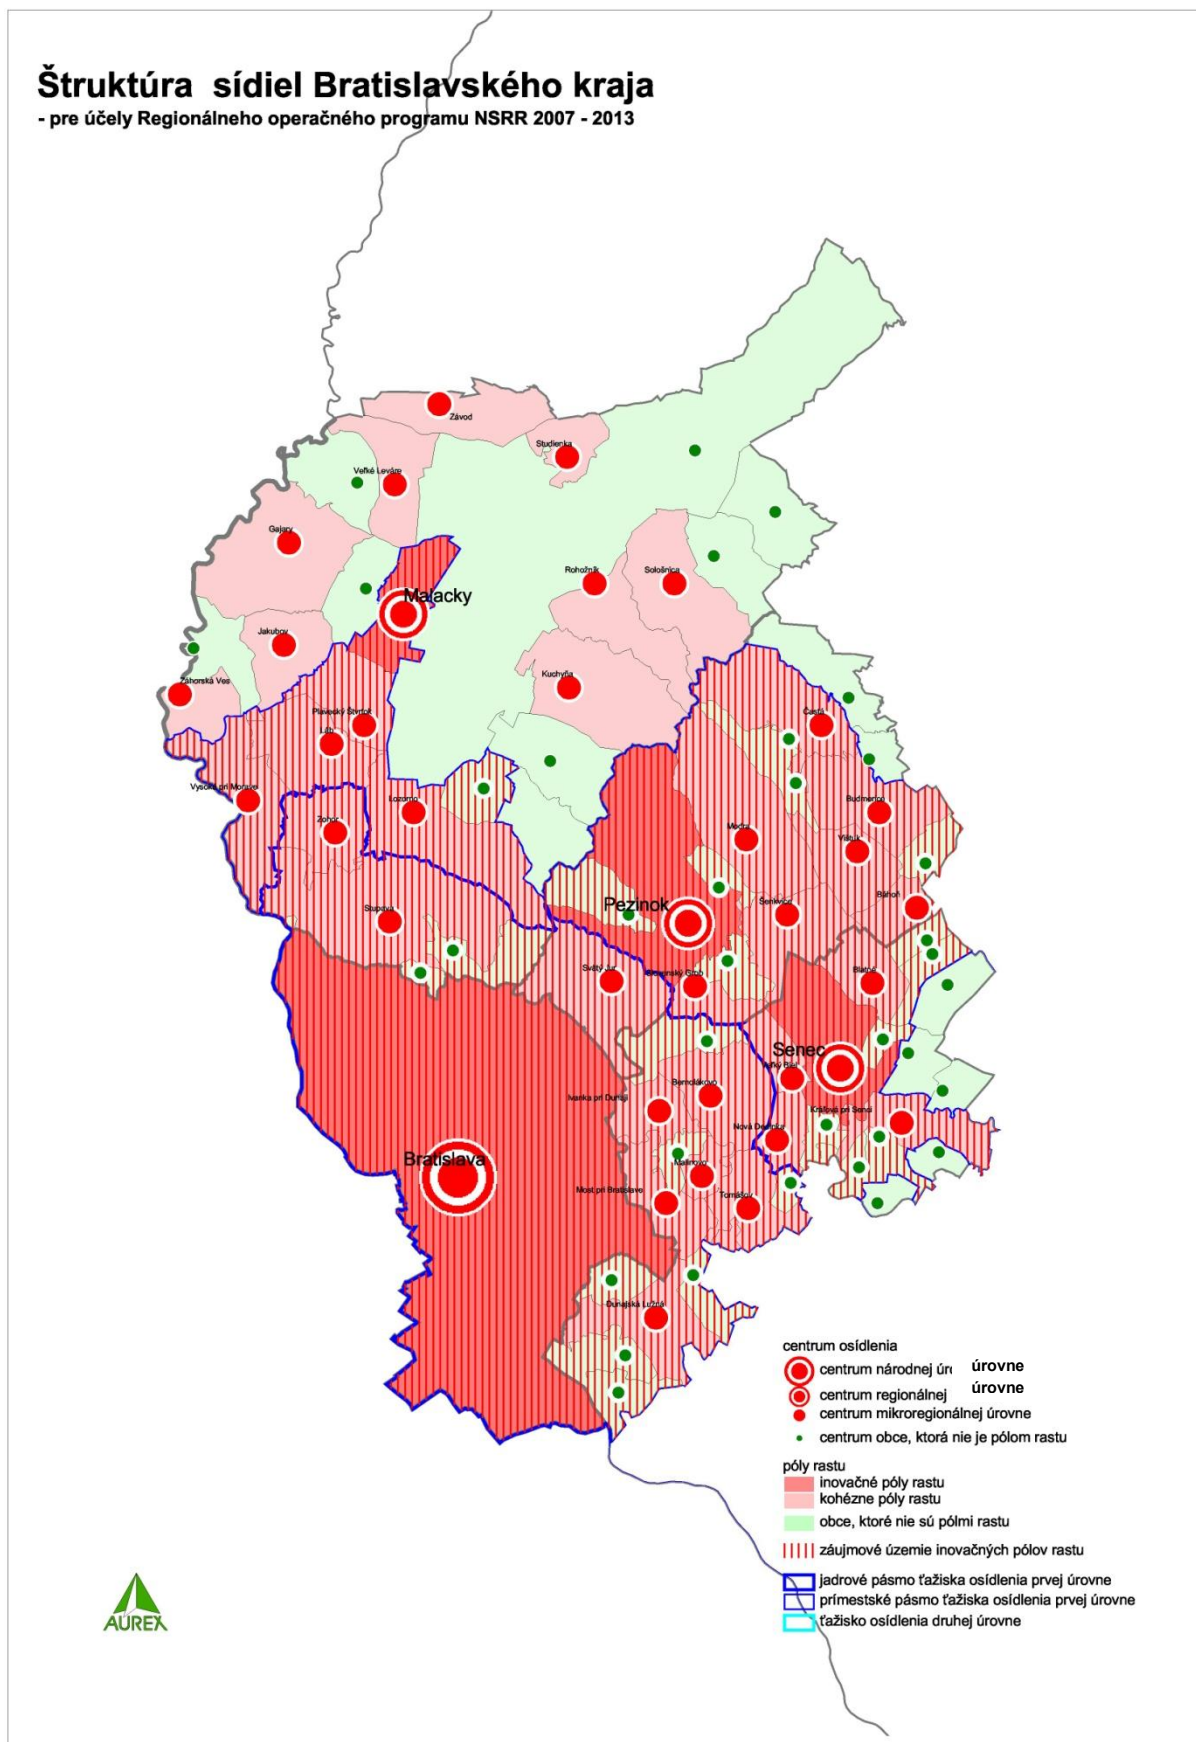 Štruktúra sídiel Bratislavského kraja
- pre účely Regionálneho operačného programu NSRR 2007 - 2013
Závod
Studienka
Veľké Leváre
Gajary
Rohožník
Sološnica
Malacky
Jakubov
Kuchyňa
Záhorská Ves
Plavecký Štvrtok
Láb
Častá
Vysoká pri Morave
Lozorno
Budmerice
Zohor
Modra
Vištuk
Pezinok
Báhoň
Stupava
Šenkvice
Svätý Jur
Slovenský Grob
Blatné
Senec
Veľký Biel
Bernolákovo
Ivanka pri Dunaji
Kráľová pri Senci
Nová Dedinka
Bratislava
Malinovo
Most pri Bratislave
Tomášov
Dunajská Lužná
centrum osídlenia
centrum národnej úro úrovne
centrum regionálnej úrovne
centrum mikroregionálnej úrovne
centrum obce, ktorá nie je pólom rastu
póly rastu
inovačné póly rastu
kohézne póly rastu
obce, ktoré nie sú pólmi rastu
záujmové územie inovačných pólov rastu
jadrové pásmo ťažiska osídlenia prvej úrovne
prímestské pásmo ťažiska osídlenia prvej úrovne
ťažisko osídlenia druhej úrovne
AUREX